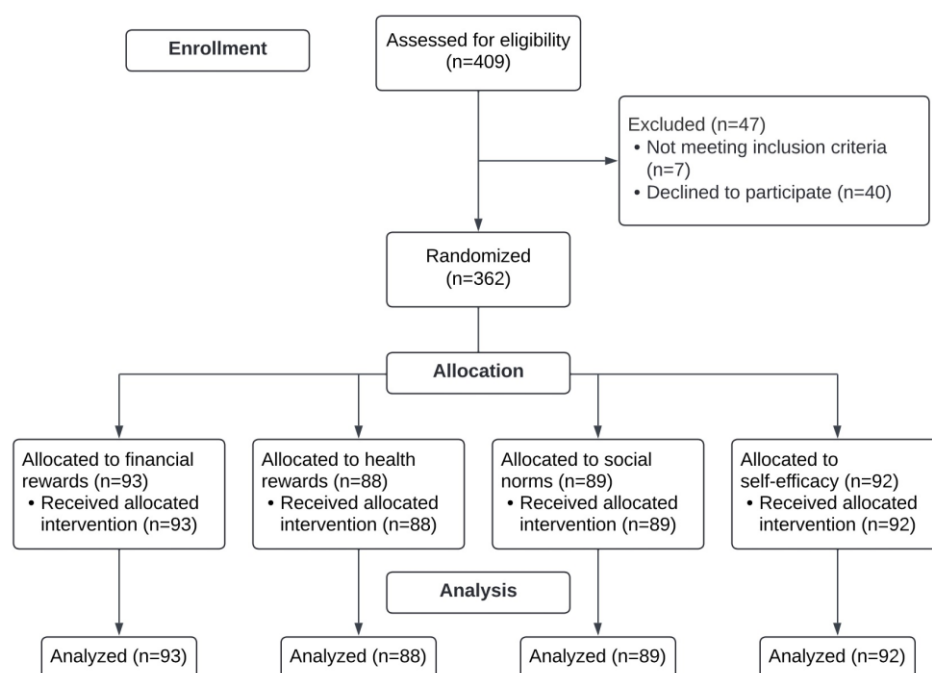 Enrollment
Assessed for eligibility
(n=409)
Excluded (n=47)
• Not meeting inclusion criteria
(n=7)
• Declined to participate (n=40)
Randomized
(n=362)
Allocation
Allocated to financial
rewards (n=93)
• Received allocated
intervention (n=93)
Allocated to health
rewards (n=88)
• Received allocated
intervention (n=88)
Allocated to social
norms (n=89)
• Received allocated
intervention (n=89)
Allocated to
self-efficacy (n=92)
• Received allocated
intervention (n=92)
Analysis
Analyzed (n=93)
Analyzed (n=88)
Analyzed (n=89)
Analyzed (n=92)